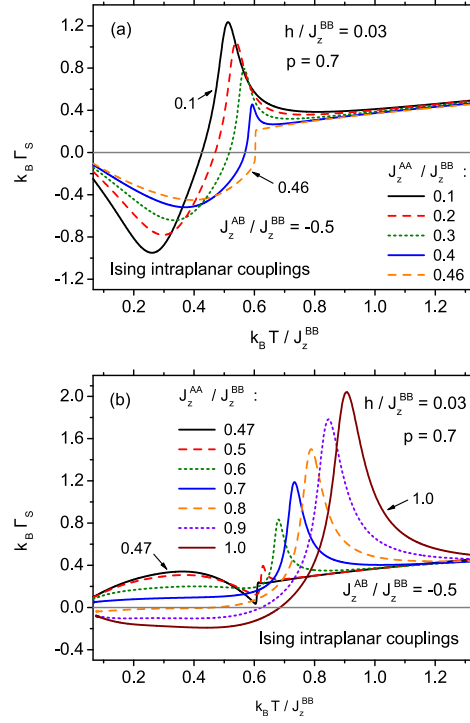 (a)
h / J_z^BB = 0.03
p = 0.7
0.1
0.46
J_z^AA / J_z^BB :
0.1
0.2
0.3
0.4
0.46
J_z^AB / J_z^BB = -0.5
Ising intraplanar couplings
k_B Γ_S
1.2
0.8
0.4
0.0
-0.4
-0.8
-1.2
0.2 0.4 0.6 0.8 1.0 1.2
k_B T / J_z^BB
(b)
J_z^AA / J_z^BB :
0.47
0.5
0.6
0.7
0.8
0.9
1.0
h / J_z^BB = 0.03
p = 0.7
1.0
0.47
J_z^AB / J_z^BB = -0.5
Ising intraplanar couplings
k_B Γ_S
2.0
1.6
1.2
0.8
0.4
0.0
-0.4
0.2 0.4 0.6 0.8 1.0 1.2
k_B T / J_z^BB